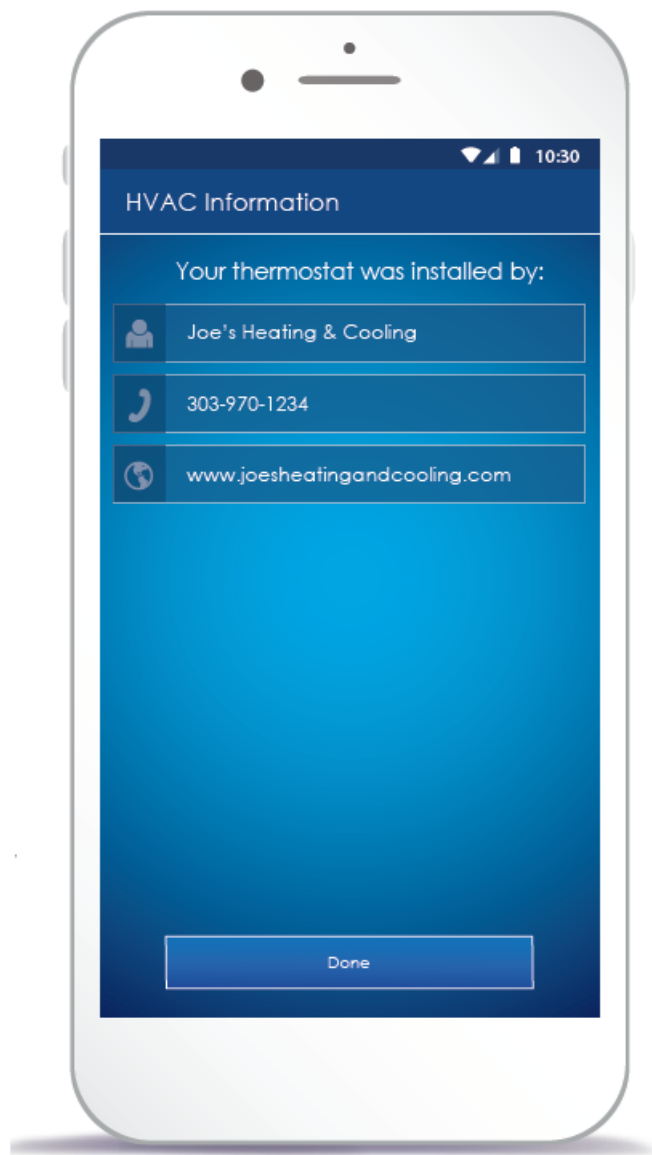 10:30
HVAC Information
Your thermostat was installed by:
Joe's Heating & Cooling
303-970-1234
www.joesheatingandcooling.com
Done